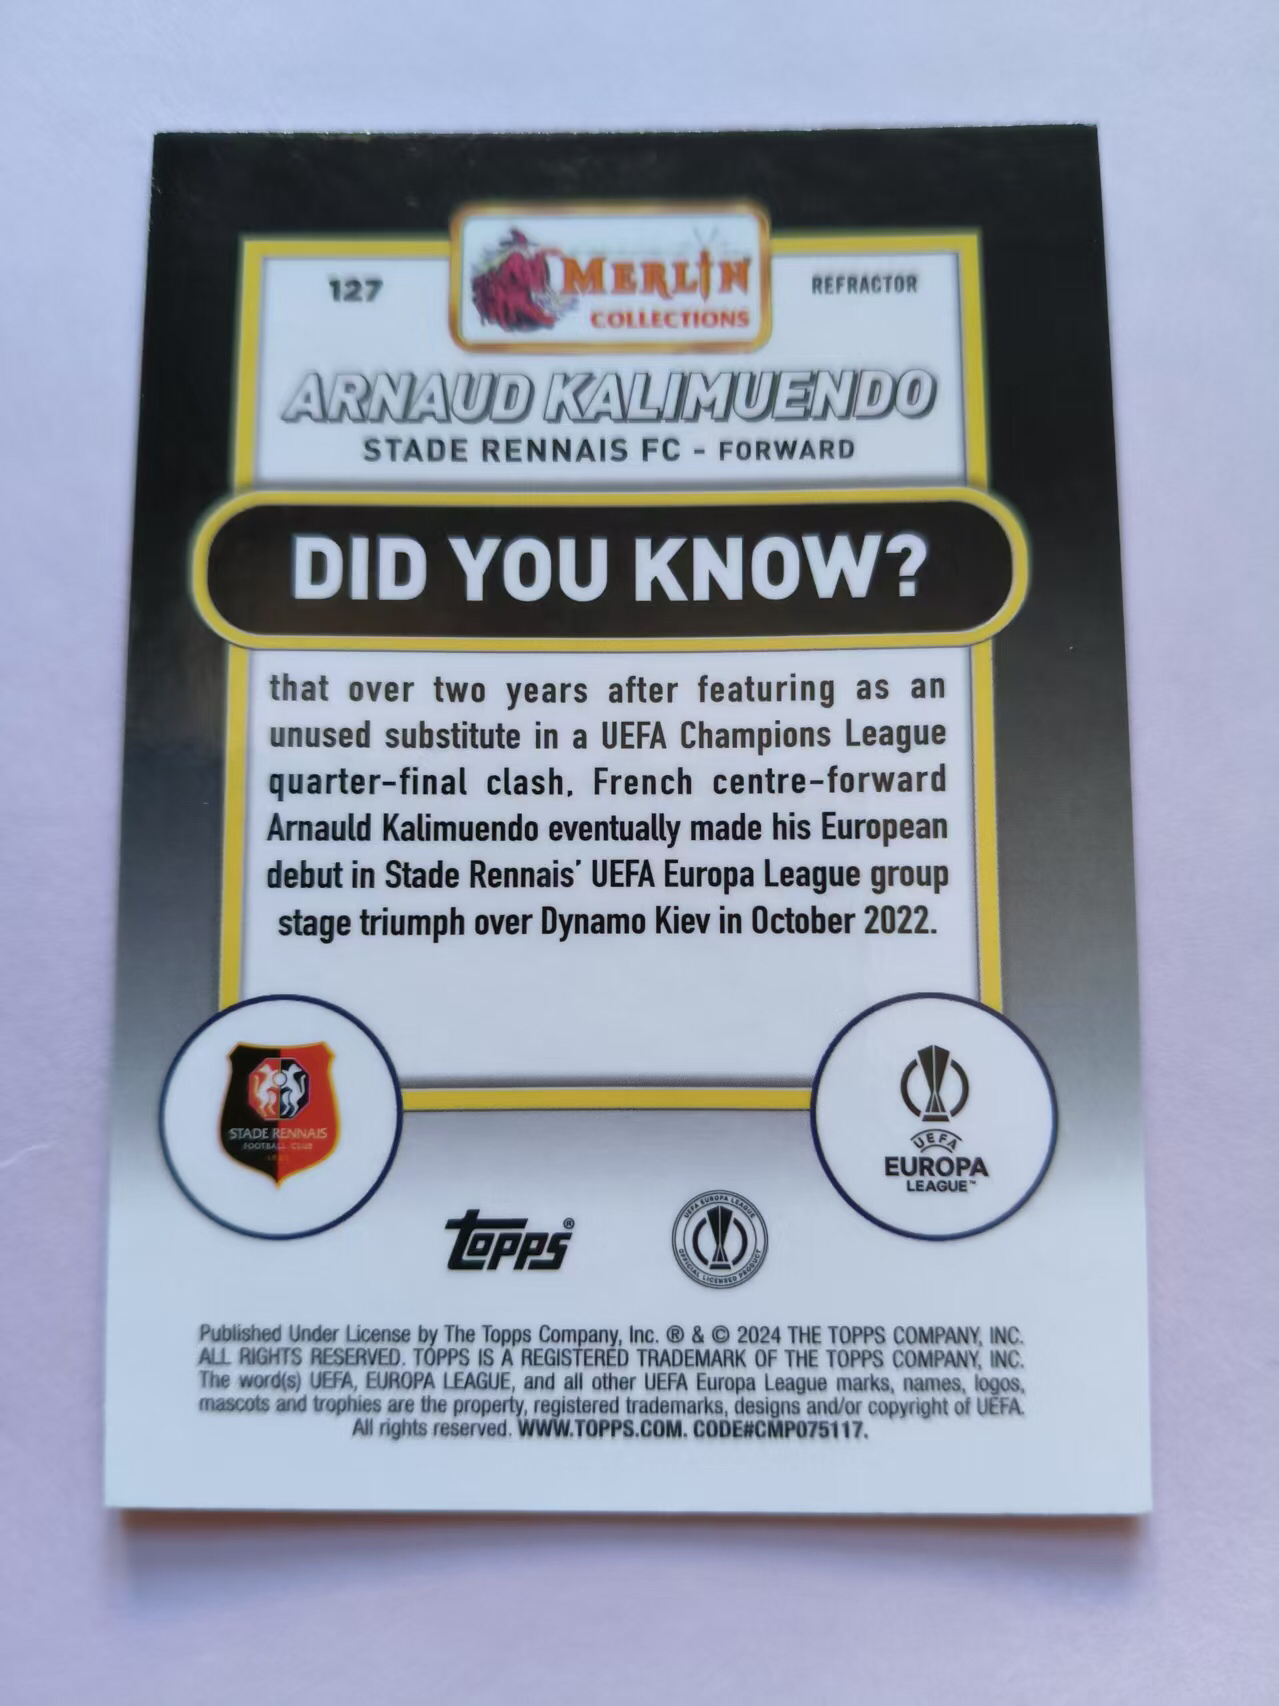 127
MERLIN
COLLECTIONS
REFRACTOR
ARNAUD KALIMUENDO
STADE RENNAIS FC - FORWARD
DID YOU KNOW?
that over two years after featuring as an
unused substitute in a UEFA Champions League
quarter-final clash, French centre-forward
Arnauld Kalimuendo eventually made his European
debut in Stade Rennais' UEFA Europa League group
stage triumph over Dynamo Kiev in October 2022.
STADE RENNAIS
FOOTBALL CLUB
UEFA
EUROPA
LEAGUE™
Topps®
UEFA EUROPA LEAGUE
OFFICIAL LICENSED PRODUCT
Published Under License by The Topps Company, Inc. ® & © 2024 THE TOPPS COMPANY, INC.
ALL RIGHTS RESERVED. TOPPS IS A REGISTERED TRADEMARK OF THE TOPPS COMPANY, INC.
The word(s) UEFA, EUROPA LEAGUE, and all other UEFA Europa League marks, names, logos,
mascots and trophies are the property, registered trademarks, designs and/or copyright of UEFA.
All rights reserved. WWW.TOPPS.COM. CODE#CMP075117.